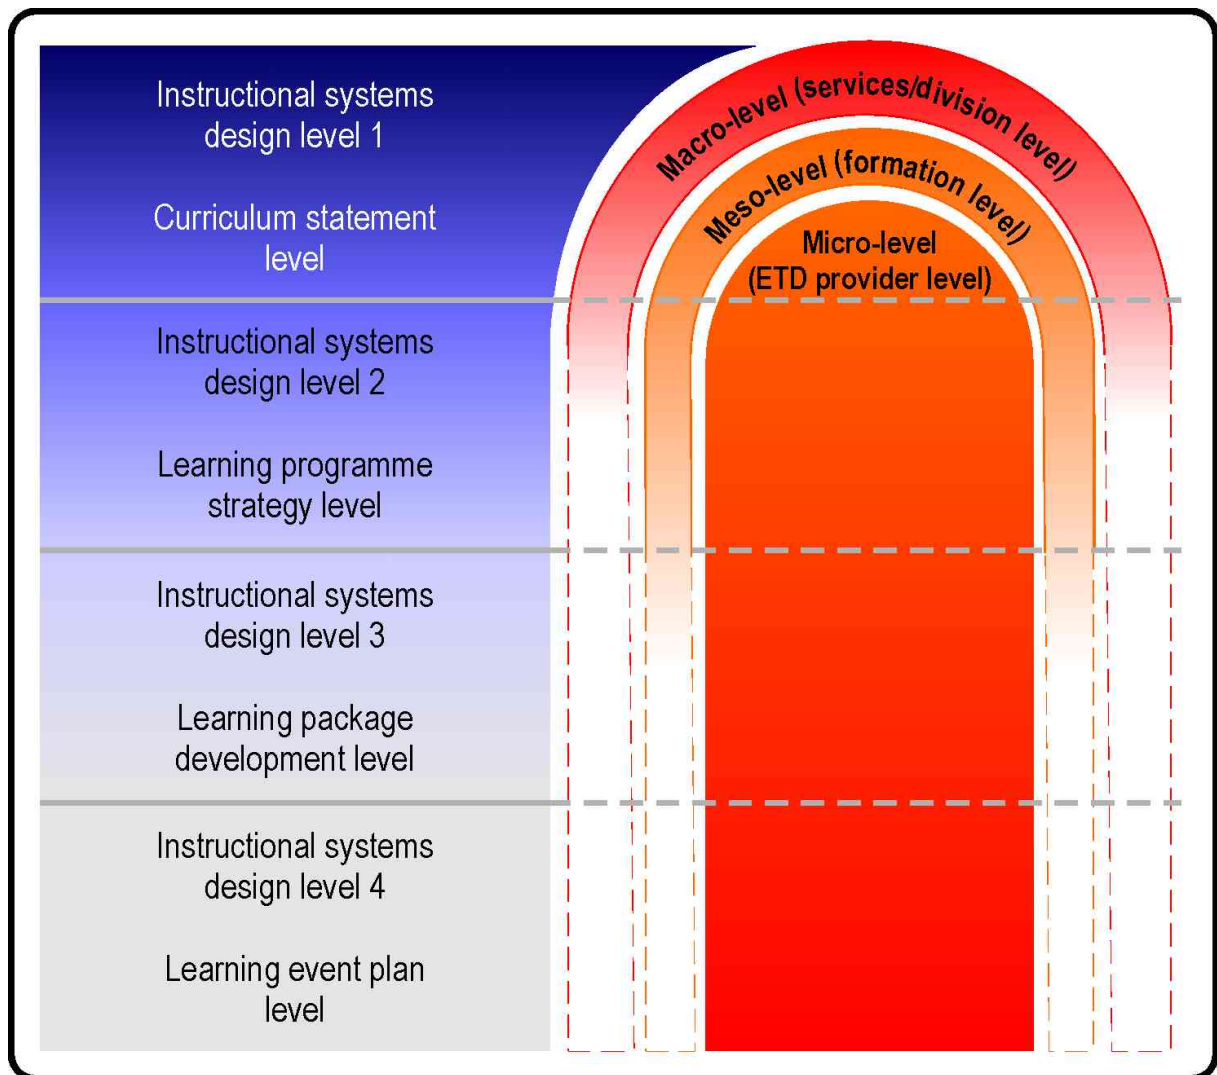 Instructional systems
design level 1
Curriculum statement
level
Instructional systems
design level 2
Learning programme
strategy level
Instructional systems
design level 3
Learning package
development level
Instructional systems
design level 4
Learning event plan
level
Macro-level (services/division level)
Meso-level (formation level)
Micro-level
(ETD provider level)